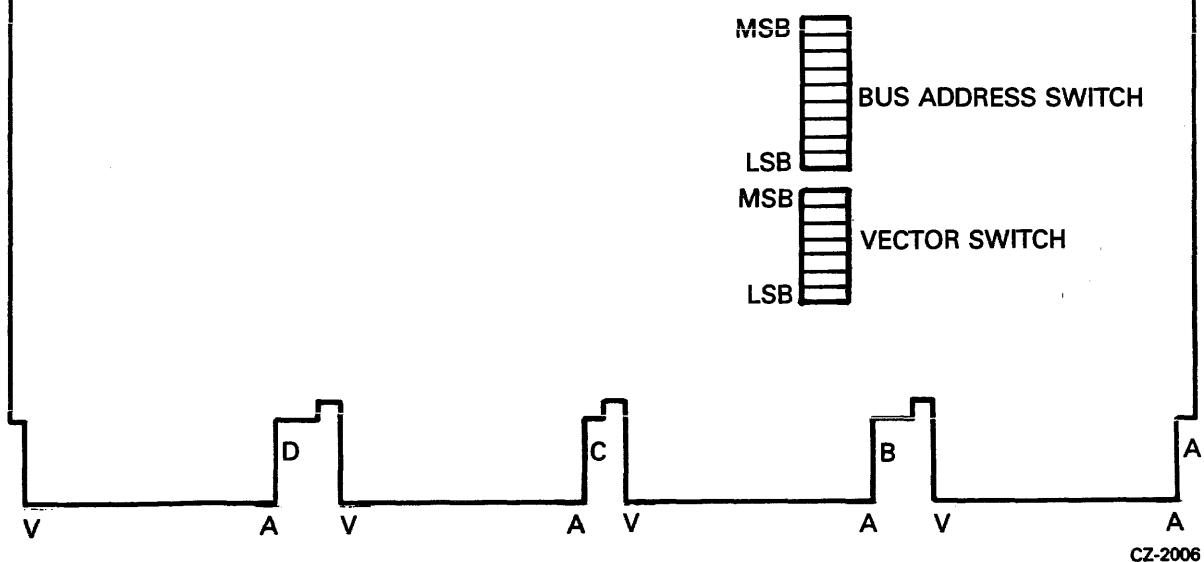 MSB
BUS ADDRESS SWITCH
LSB
MSB
VECTOR SWITCH
LSB
D C B A
V A V A V A V A
CZ-2006